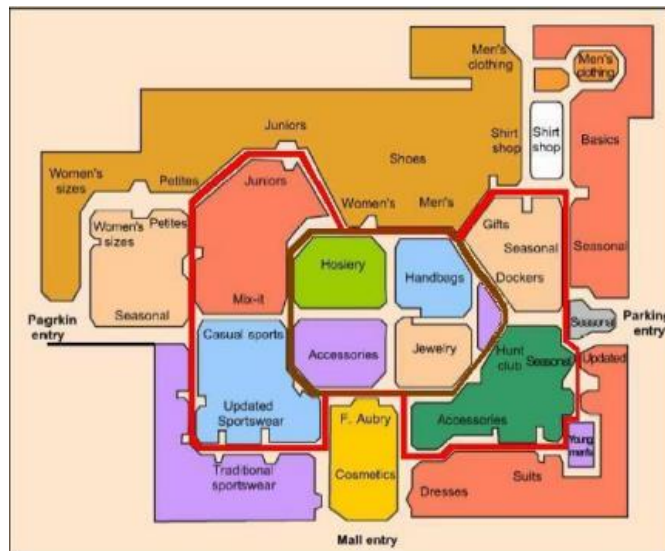 Men's
clothing
Men's
clothing
Juniors
Shirt
shop
Shirt
shop
Basics
Women's
sizes
Petites
Juniors
Shoes
Women's
sizes
Petites
Women's
Men's
Gifts
Seasonal
Seasonal
Hosiery
Handbags
Dockers
Mix-it
Seasonal
Pagrkin
entry
Seasonal
Parking
entry
Casual sports
Accessories
Jewelry
Hunt
club
Seasonal
Updated
Updated
Sportswear
F. Aubry
Accessories
Young
men's
Traditional
sportswear
Cosmetics
Dresses
Suits
Mall entry